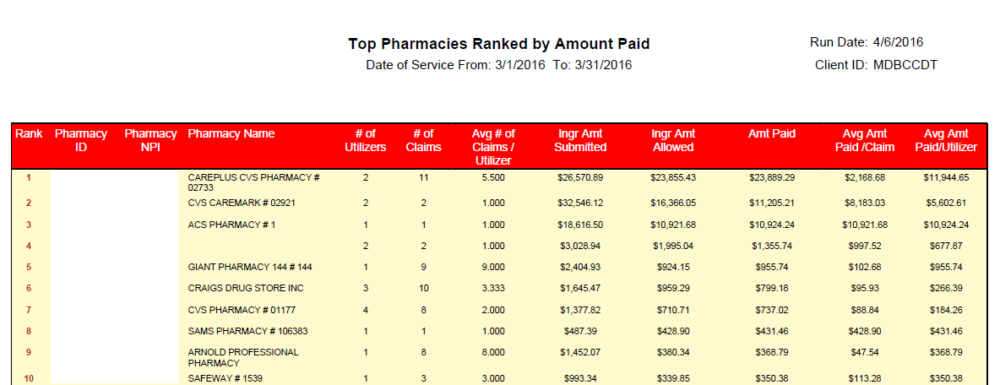 Top Pharmacies Ranked by Amount Paid
Run Date: 4/6/2016
Date of Service From: 3/1/2016 To: 3/31/2016
Client ID: MDBCCDT
Rank Pharmacy ID Pharmacy NPI Pharmacy Name # of Utilizers # of Claims Avg # of Claims / Utilizer Ingr Amt Submitted Ingr Amt Allowed Amt Paid Avg Amt Paid /Claim Avg Amt Paid/Utilizer
1 CAREPLUS CVS PHARMACY # 02733 2 11 5.500 $26,570.89 $23,855.43 $23,889.29 $2,168.68 $11,944.65
2 CVS CAREMARK # 02921 2 2 1.000 $32,546.12 $16,366.05 $11,205.21 $8,183.03 $5,602.61
3 ACS PHARMACY # 1 1 1 1.000 $18,616.50 $10,921.68 $10,924.24 $10,921.68 $10,924.24
4 2 2 1.000 $3,028.94 $1,995.04 $1,355.74 $997.52 $677.87
5 GIANT PHARMACY 144 # 144 1 9 9.000 $2,404.93 $924.15 $955.74 $102.68 $955.74
6 CRAIGS DRUG STORE INC 3 10 3.333 $1,645.47 $959.29 $799.18 $95.93 $266.39
7 CVS PHARMACY # 01177 4 8 2.000 $1,377.82 $710.71 $737.02 $88.84 $184.26
8 SAMS PHARMACY # 106383 1 1 1.000 $487.39 $428.90 $431.46 $428.90 $431.46
9 ARNOLD PROFESSIONAL PHARMACY 1 8 8.000 $1,452.07 $380.34 $368.79 $47.54 $368.79
10 SAFEWAY # 1539 1 3 3.000 $993.34 $339.85 $350.38 $113.28 $350.38